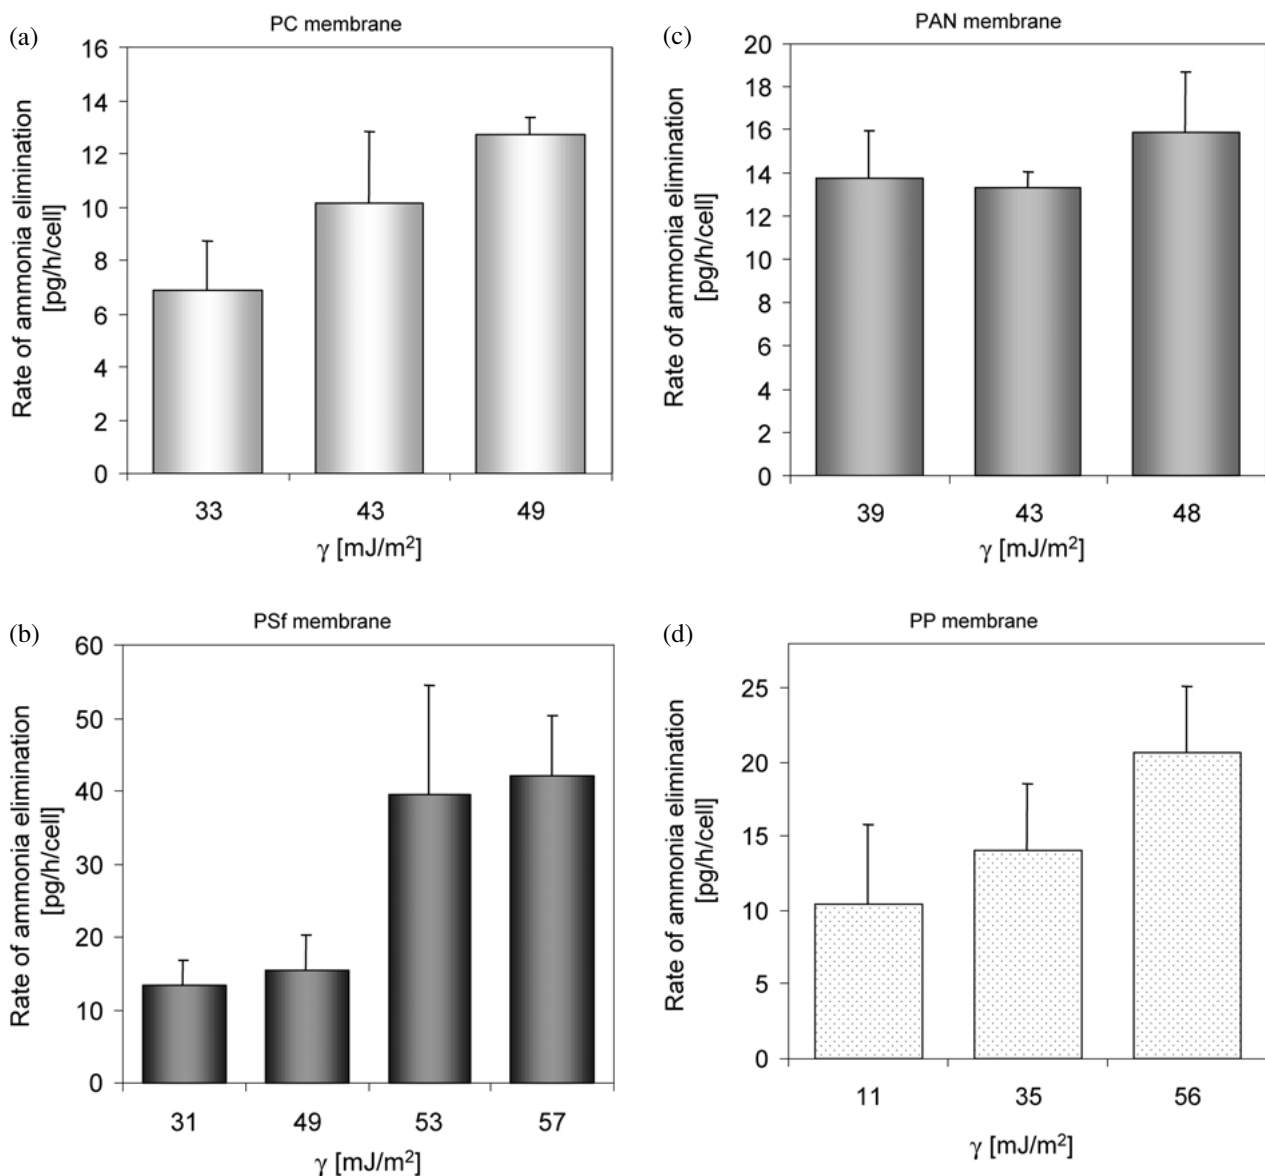 (a)
PC membrane
Rate of ammonia elimination
[pg/h/cell]
16
14
12
10
8
6
4
2
0
33 43 49
γ [mJ/m²]
(c)
PAN membrane
Rate of ammonia elimination
[pg/h/cell]
20
18
16
14
12
10
8
6
4
2
0
39 43 48
γ [mJ/m²]
(b)
PSf membrane
Rate of ammonia elimination
[pg/h/cell]
60
50
40
30
20
10
0
31 49 53 57
γ [mJ/m²]
(d)
PP membrane
Rate of ammonia elimination
[pg/h/cell]
25
20
15
10
5
0
11 35 56
γ [mJ/m²]